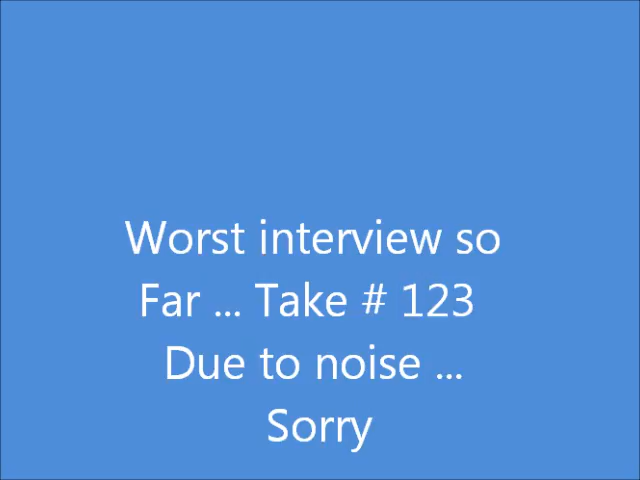 Worst interview so
Far ... Take # 123
Due to noise ...
Sorry